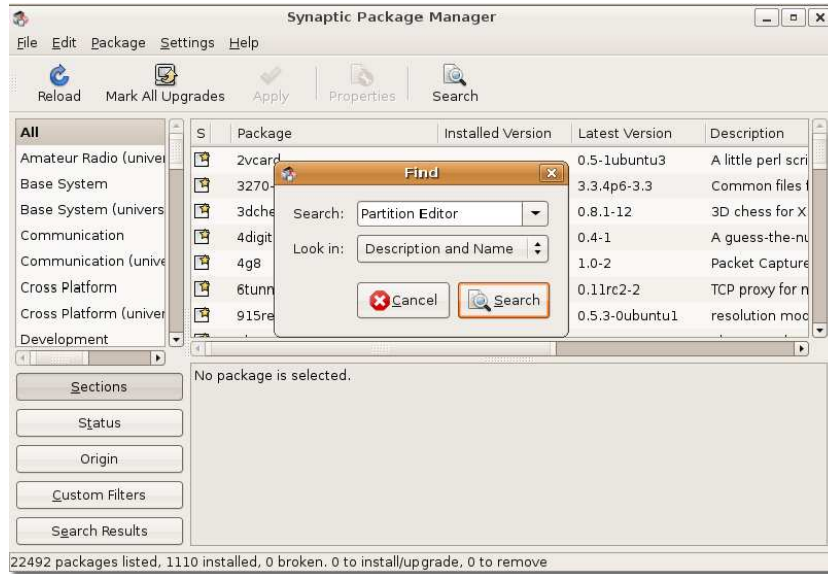 Synaptic Package Manager
File Edit Package Settings Help
Reload Mark All Upgrades Apply Properties Search
All
Amateur Radio (univer
Base System
Base System (univers
Communication
Communication (unive
Cross Platform
Cross Platform (univer
Development
S Package Installed Version Latest Version Description
2vcard 0.5-1ubuntu3 A little perl scri
3270- 3.3.4p6-3.3 Common files f
3dche 0.8.1-12 3D chess for X
4digit 0.4-1 A guess-the-nu
4g8 1.0-2 Packet Capture
6tunn 0.11rc2-2 TCP proxy for n
915re 0.5.3-0ubuntu1 resolution mod
Find
Search: Partition Editor
Look in: Description and Name
Cancel Search
No package is selected.
Sections
Status
Origin
Custom Filters
Search Results
22492 packages listed, 1110 installed, 0 broken. 0 to install/upgrade, 0 to remove